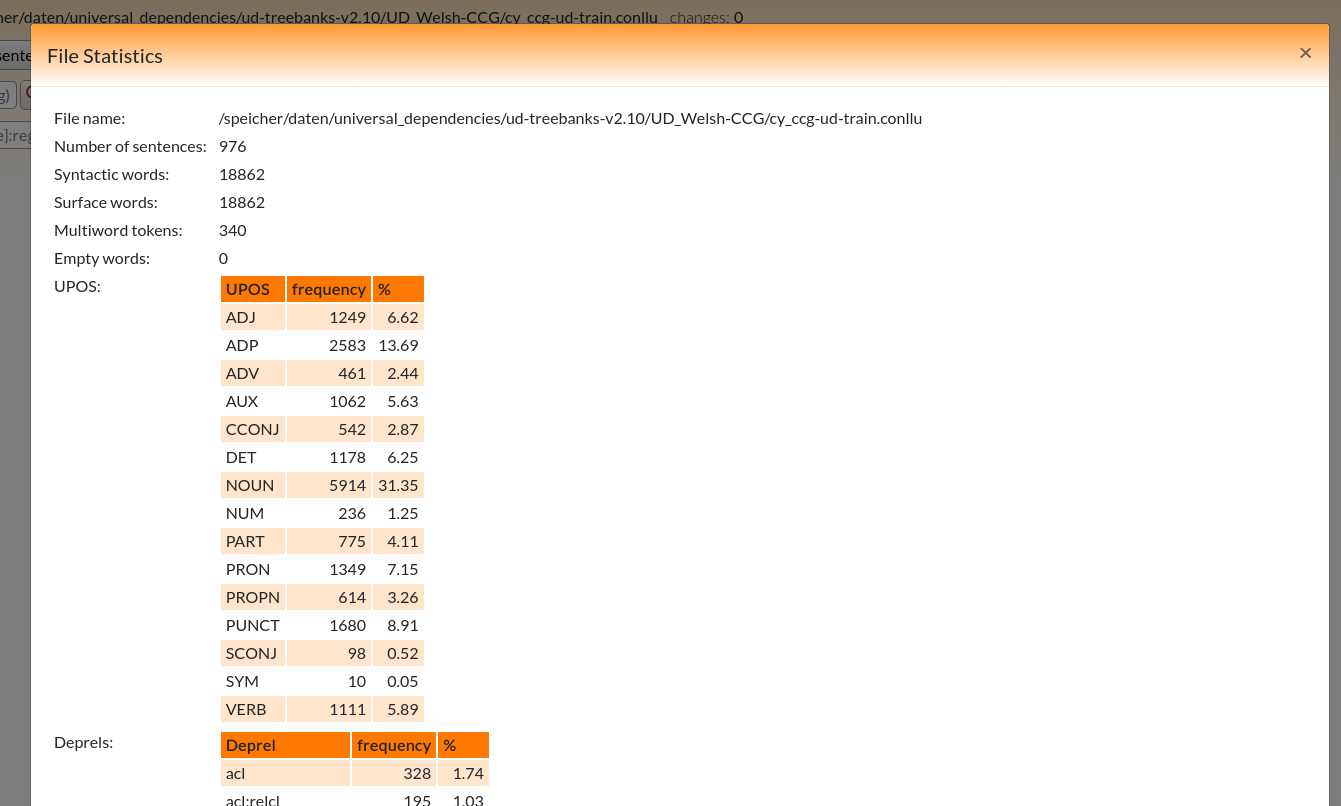 her/daten/universal_dependencies/ud-treebanks-v2.10/UD_Welsh-CCG/cy_ccg-ud-train.conllu changes: 0
File Statistics ×
File name: /speicher/daten/universal_dependencies/ud-treebanks-v2.10/UD_Welsh-CCG/cy_ccg-ud-train.conllu
Number of sentences: 976
Syntactic words: 18862
Surface words: 18862
Multiword tokens: 340
Empty words: 0
UPOS:
UPOS frequency %
ADJ 1249 6.62
ADP 2583 13.69
ADV 461 2.44
AUX 1062 5.63
CCONJ 542 2.87
DET 1178 6.25
NOUN 5914 31.35
NUM 236 1.25
PART 775 4.11
PRON 1349 7.15
PROPN 614 3.26
PUNCT 1680 8.91
SCONJ 98 0.52
SYM 10 0.05
VERB 1111 5.89
Deprels:
Deprel frequency %
acl 328 1.74
acl:relcl 195 1.03